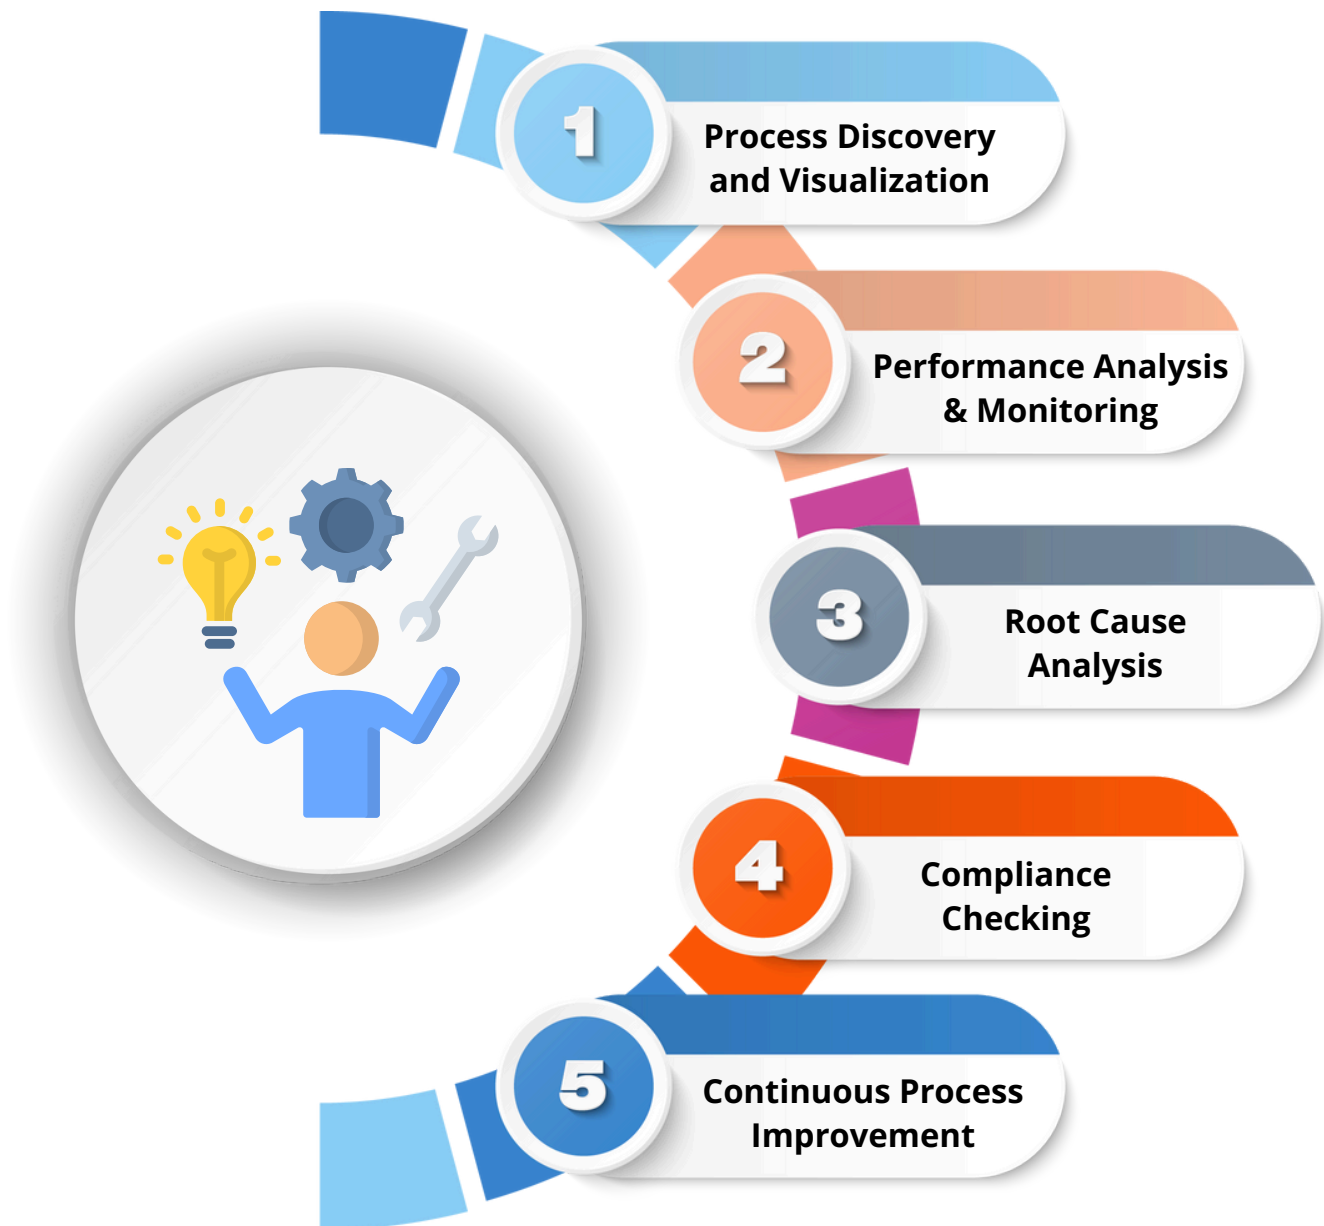 1
Process Discovery
and Visualization
2
Performance Analysis
& Monitoring
3
Root Cause
Analysis
4
Compliance
Checking
5
Continuous Process
Improvement